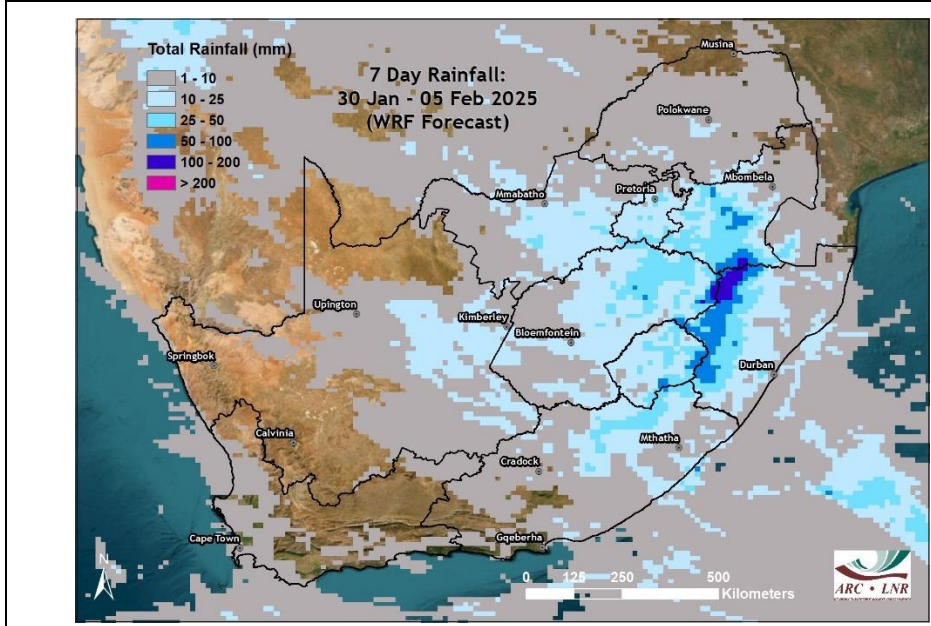 Total Rainfall (mm)
1 - 10
10 - 25
25 - 50
50 - 100
100 - 200
> 200
7 Day Rainfall:
30 Jan - 05 Feb 2025
(WRF Forecast)
Musina
Polokwane
Mbombela
Pretoria
Mmabatho
Upington
Kimberley
Bloemfontein
Springbok
Durban
Calvinia
Mthatha
Cradock
Cape Town
Gqeberha
N
0 125 250 500
Kilometers
ARC • LNR